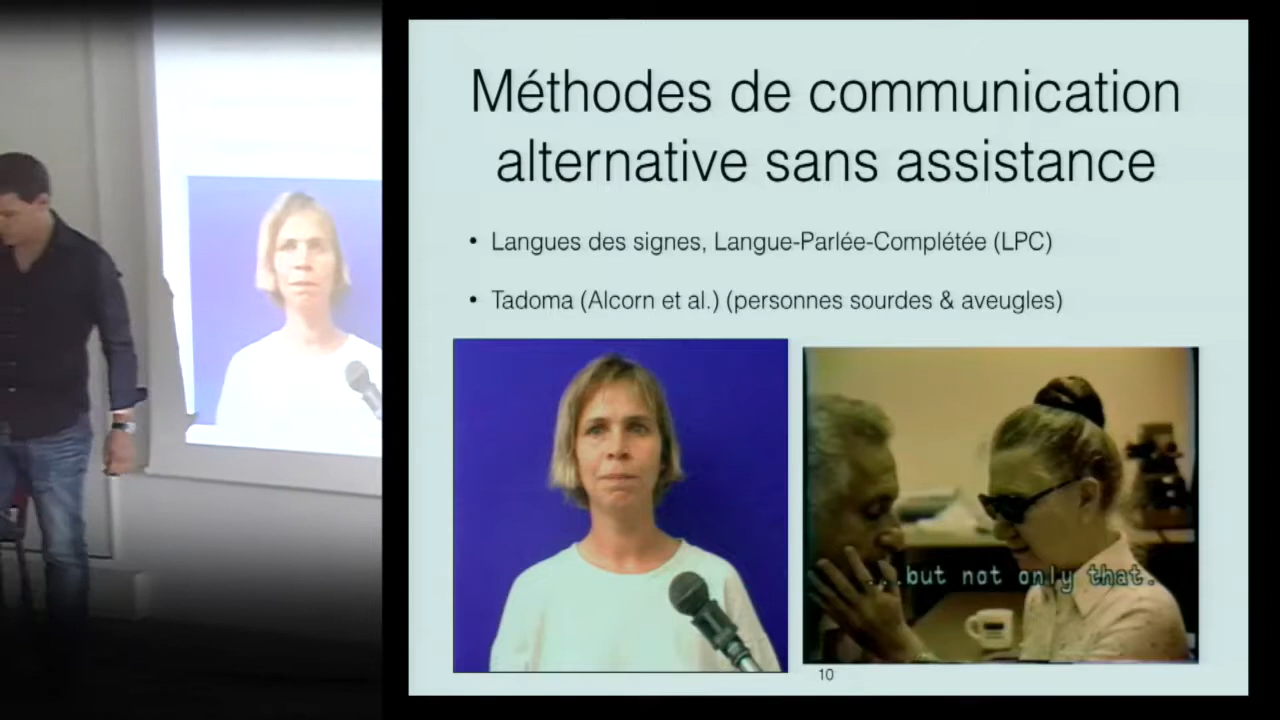 Méthodes de communication
alternative sans assistance
• Langues des signes, Langue-Parlée-Complétée (LPC)
• Tadoma (Alcorn et al.) (personnes sourdes & aveugles)
...but not only that.
10